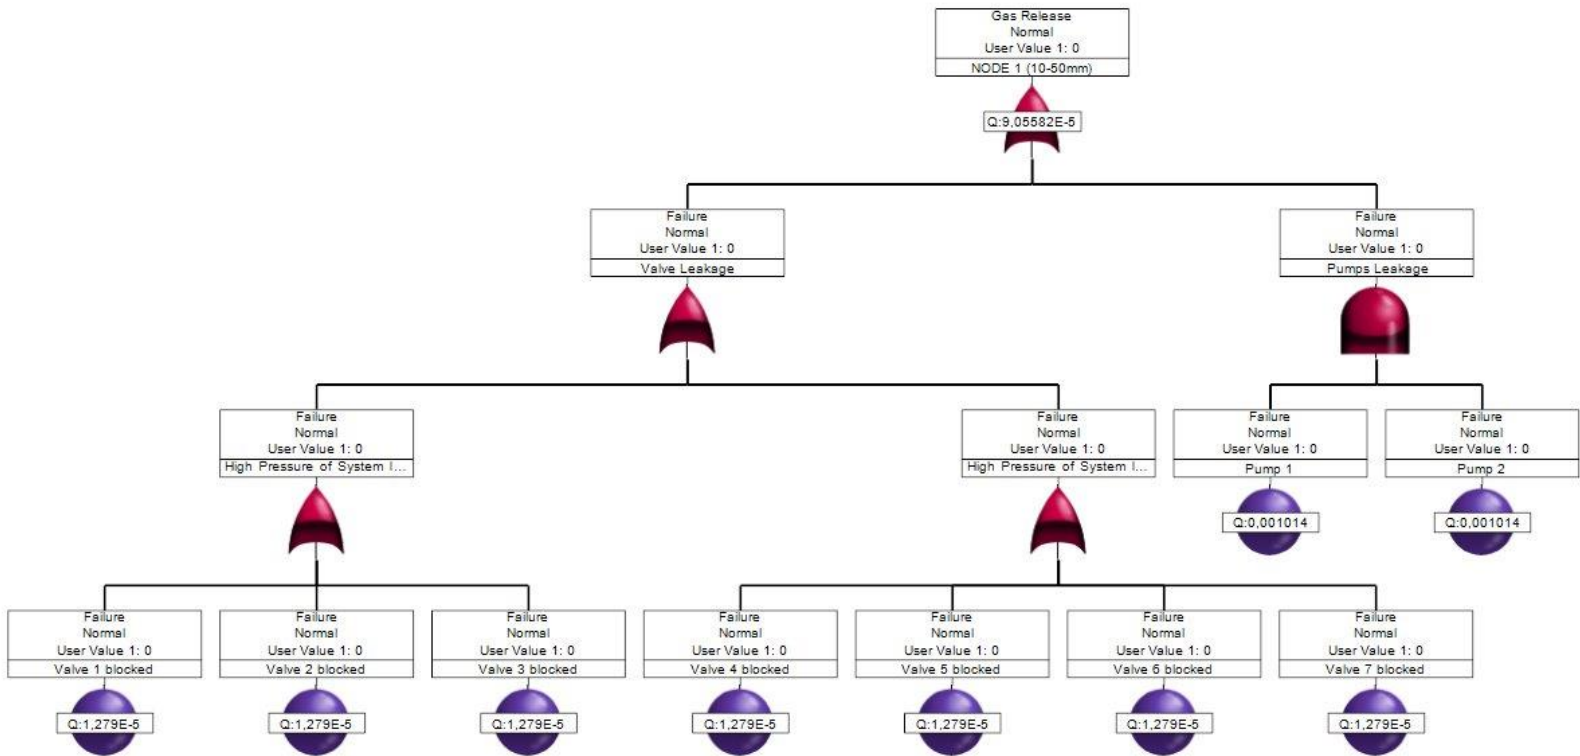 Gas Release
Normal
User Value 1: 0
NODE 1 (10-50mm)
Q:9,05582E-5
Failure
Normal
User Value 1: 0
Valve Leakage
Failure
Normal
User Value 1: 0
Pumps Leakage
Failure
Normal
User Value 1: 0
High Pressure of System I...
Failure
Normal
User Value 1: 0
High Pressure of System I...
Failure
Normal
User Value 1: 0
Pump 1
Q:0,001014
Failure
Normal
User Value 1: 0
Pump 2
Q:0,001014
Failure
Normal
User Value 1: 0
Valve 1 blocked
Q:1,279E-5
Failure
Normal
User Value 1: 0
Valve 2 blocked
Q:1,279E-5
Failure
Normal
User Value 1: 0
Valve 3 blocked
Q:1,279E-5
Failure
Normal
User Value 1: 0
Valve 4 blocked
Q:1,279E-5
Failure
Normal
User Value 1: 0
Valve 5 blocked
Q:1,279E-5
Failure
Normal
User Value 1: 0
Valve 6 blocked
Q:1,279E-5
Failure
Normal
User Value 1: 0
Valve 7 blocked
Q:1,279E-5